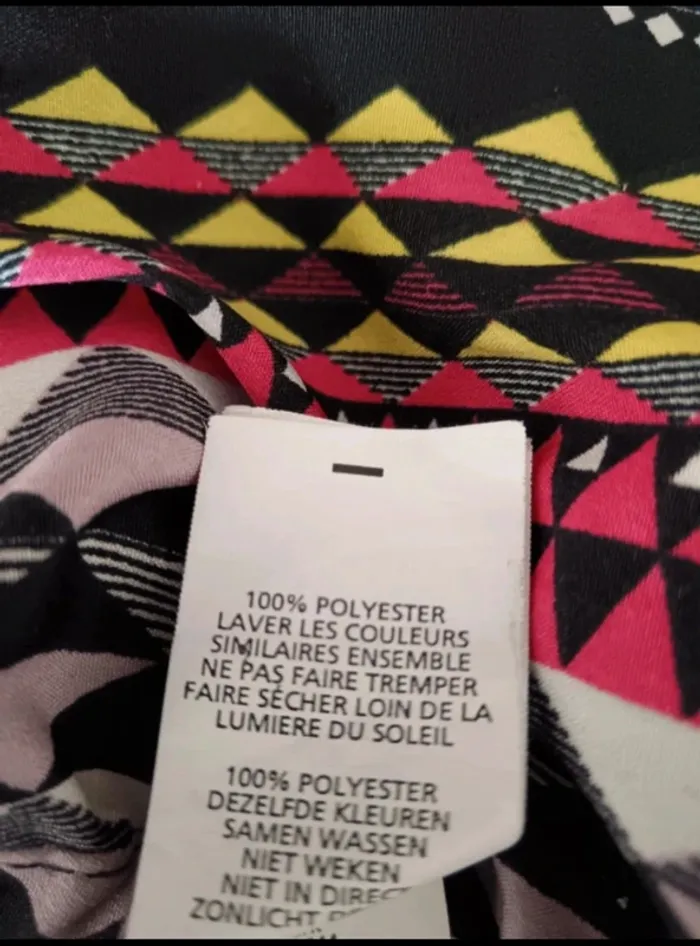 100% POLYESTER
LAVER LES COULEURS
SIMILAIRES ENSEMBLE
NE PAS FAIRE TREMPER
FAIRE SÉCHER LOIN DE LA
LUMIERE DU SOLEIL
100% POLYESTER
DEZELFDE KLEUREN
SAMEN WASSEN
NIET WEKEN
NIET IN DIRECT
ZONLICHT